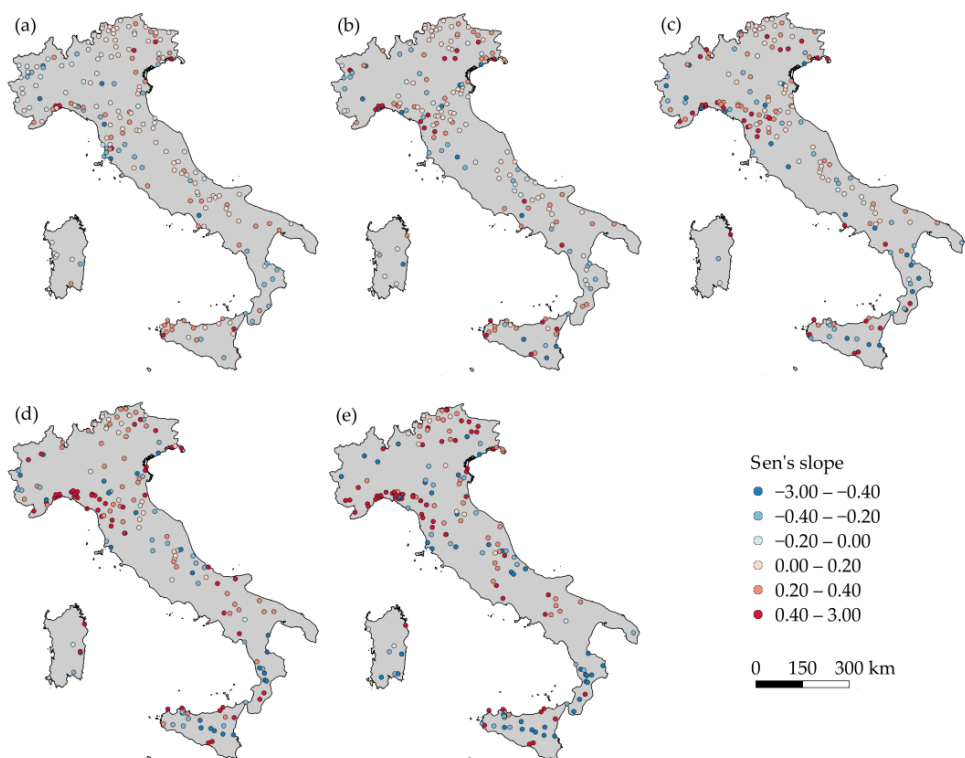 (a)
(b)
(c)
(d)
(e)
Sen's slope
−3.00 – −0.40
−0.40 – −0.20
−0.20 – 0.00
0.00 – 0.20
0.20 – 0.40
0.40 – 3.00
0 150 300 km